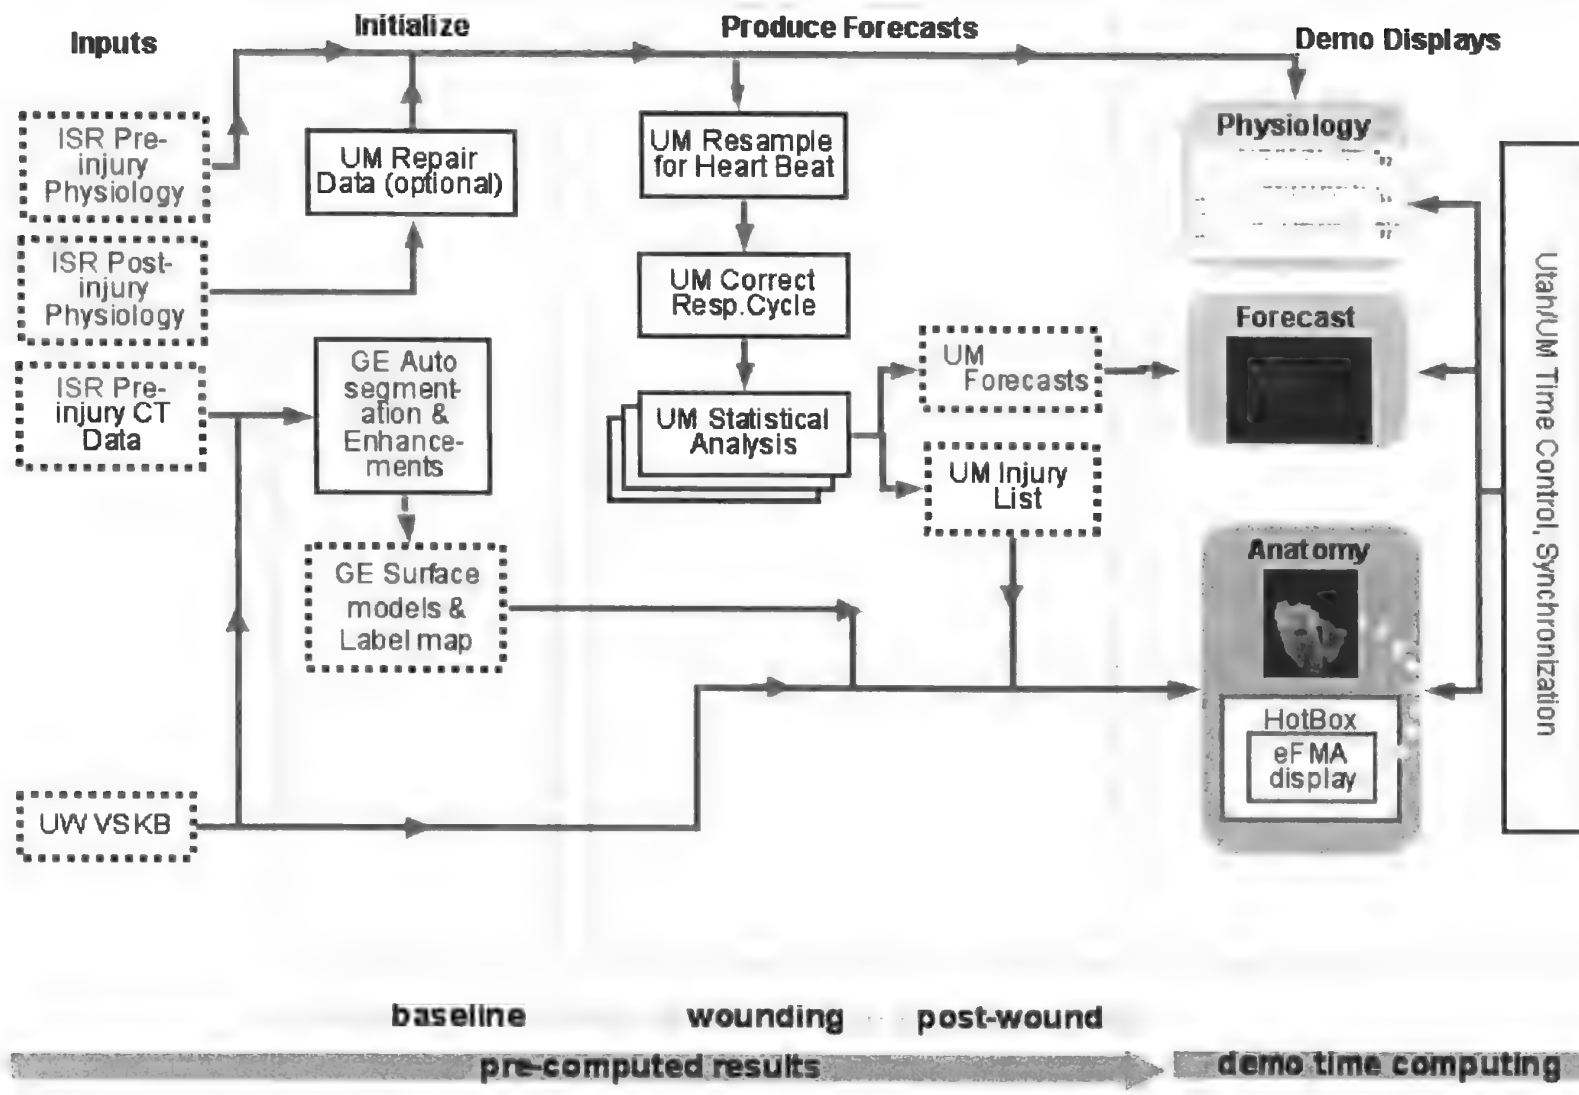 Inputs
Initialize
Produce Forecasts
Demo Displays
ISR Pre-
injury
Physiology
UM Repair
Data (optional)
UM Resample
for Heart Beat
Physiology
ISR Post-
injury
Physiology
UM Correct
Resp.Cycle
Forecast
ISR Pre-
injury CT
Data
GE Auto
segment-
ation &
Enhance-
ments
UM Statistical
Analysis
UM
Forecasts
UM Injury
List
Anatomy
GE Surface
models &
Label map
HotBox
eFMA
display
UW VSKB
Utah/UM Time Control, Synchronization
baseline
wounding
post-wound
pre-computed results
demo time computing